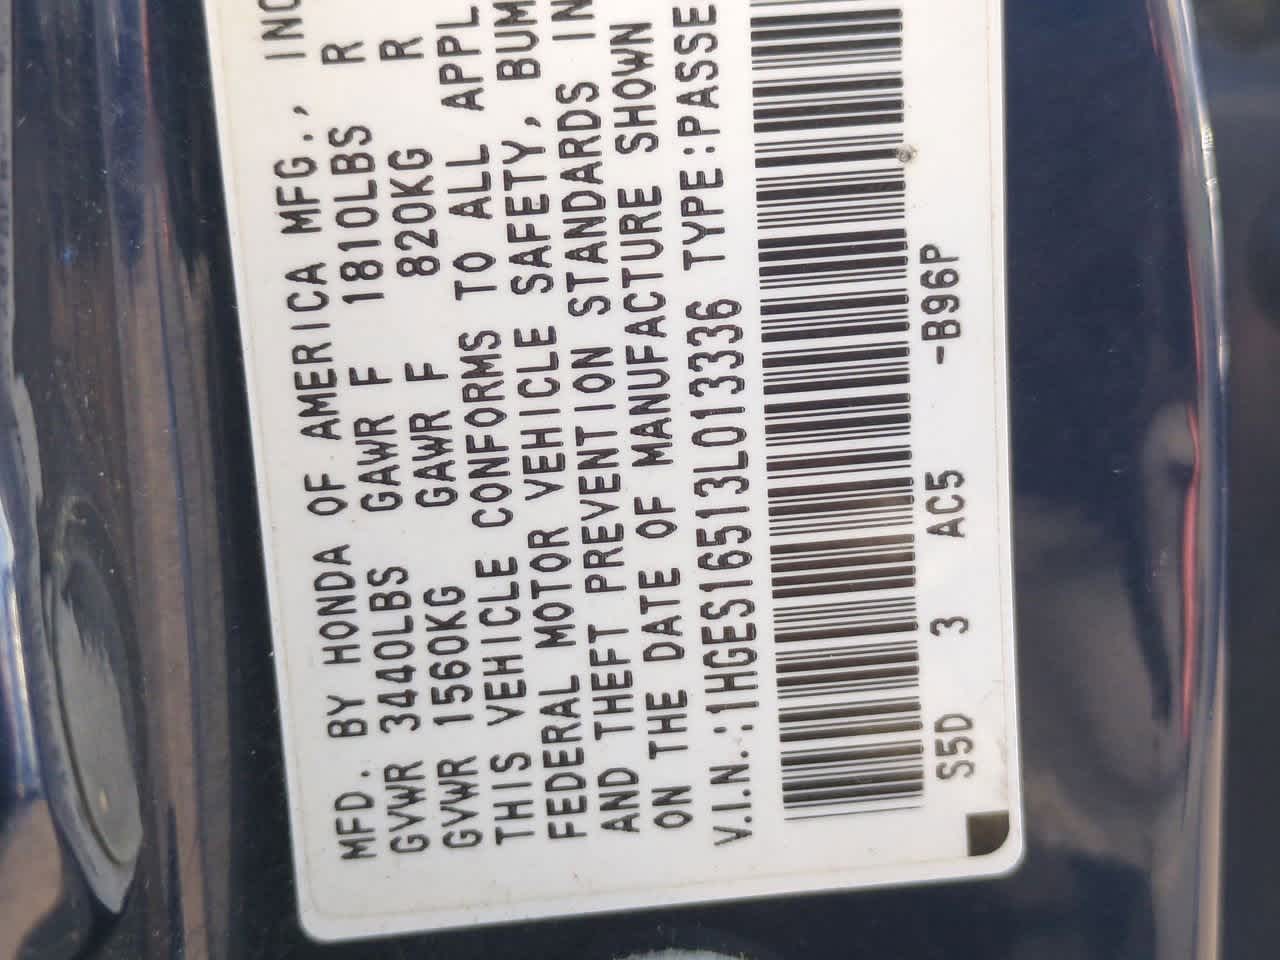 MFD. BY HONDA OF AMERICA MFG., INC
GVWR 3440LBS GAWR F 1810LBS R
GVWR 1560KG GAWR F 820KG R
THIS VEHICLE CONFORMS TO ALL APPL
FEDERAL MOTOR VEHICLE SAFETY, BUM
AND THEFT PREVENTION STANDARDS IN
ON THE DATE OF MANUFACTURE SHOWN
V.I.N.:1HGES16513L013336 TYPE:PASSE
S5D 3 AC5 -B96P